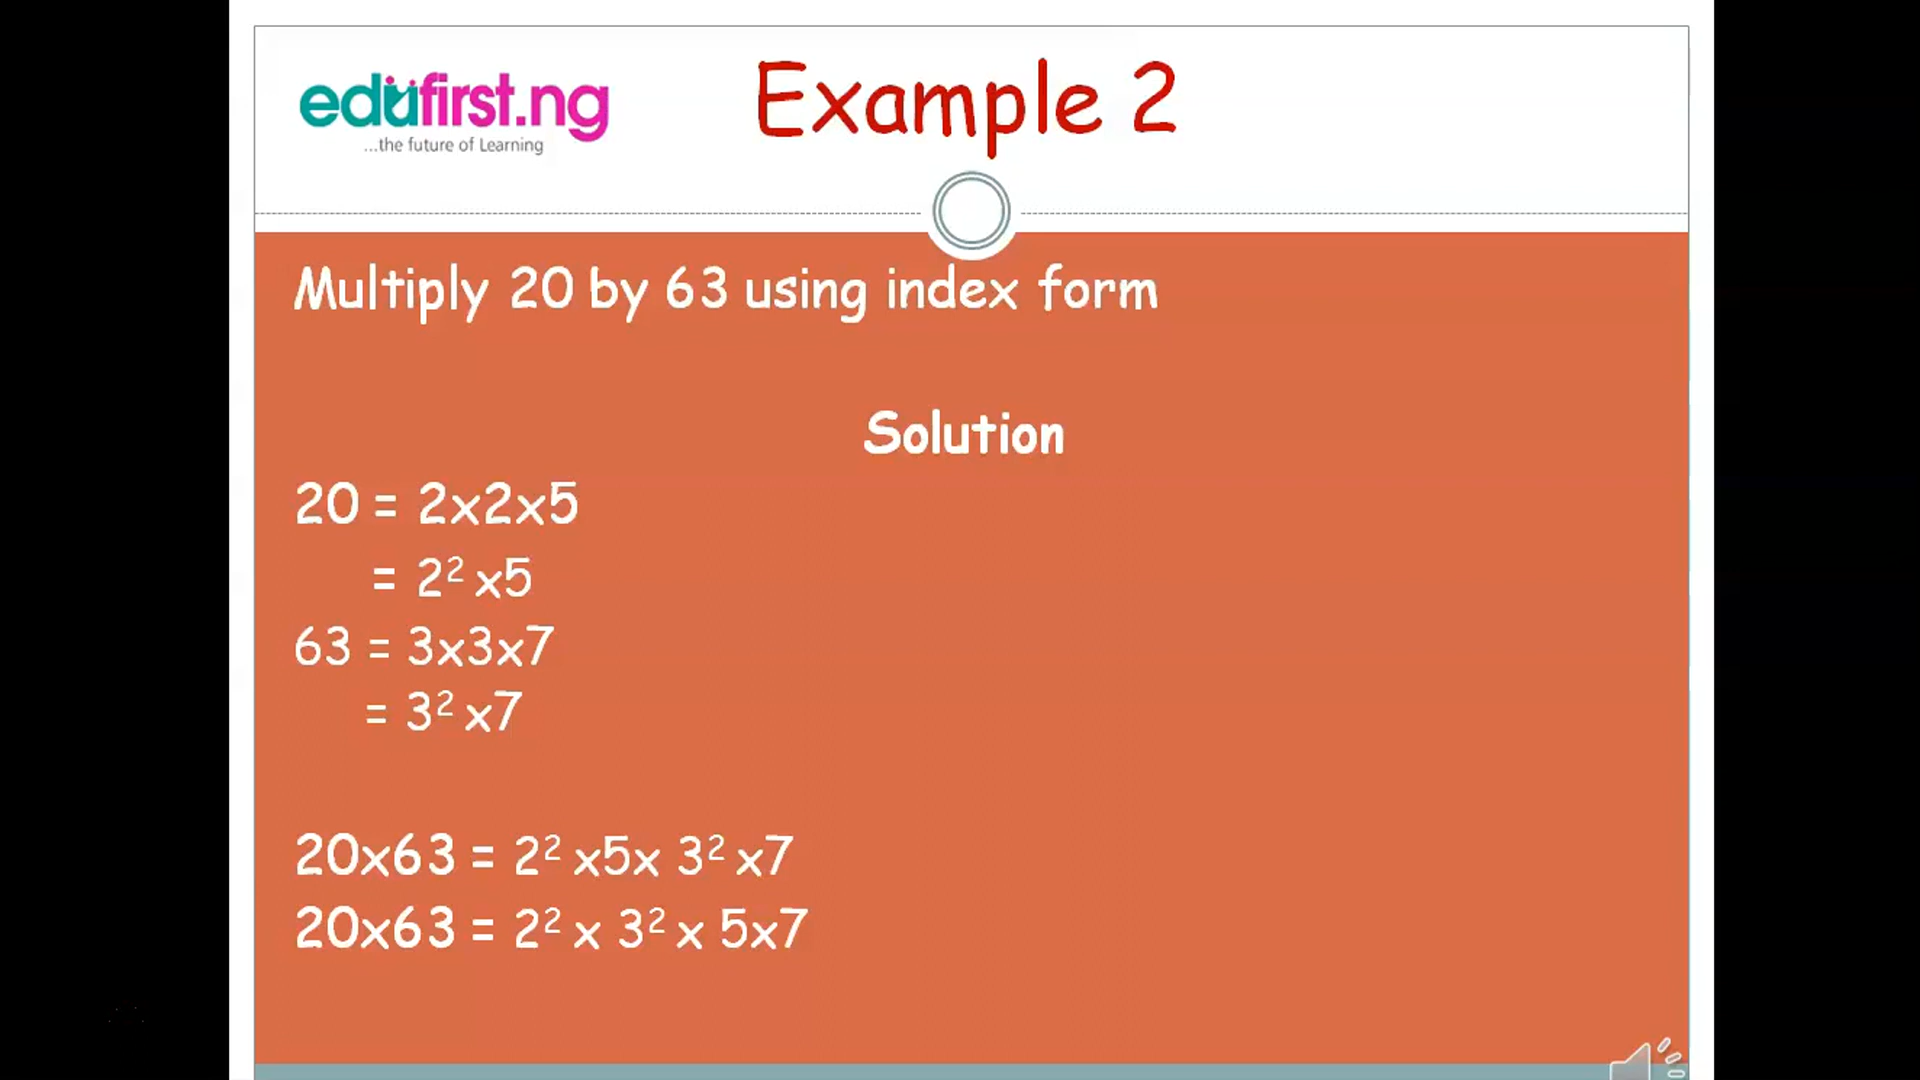 edufirst.ng
...the future of Learning
Example 2
Multiply 20 by 63 using index form
Solution
20 = 2x2x5
= 2² x5
63 = 3x3x7
= 3² x7
20x63 = 2² x5x 3² x7
20x63 = 2² x 3² x 5x7